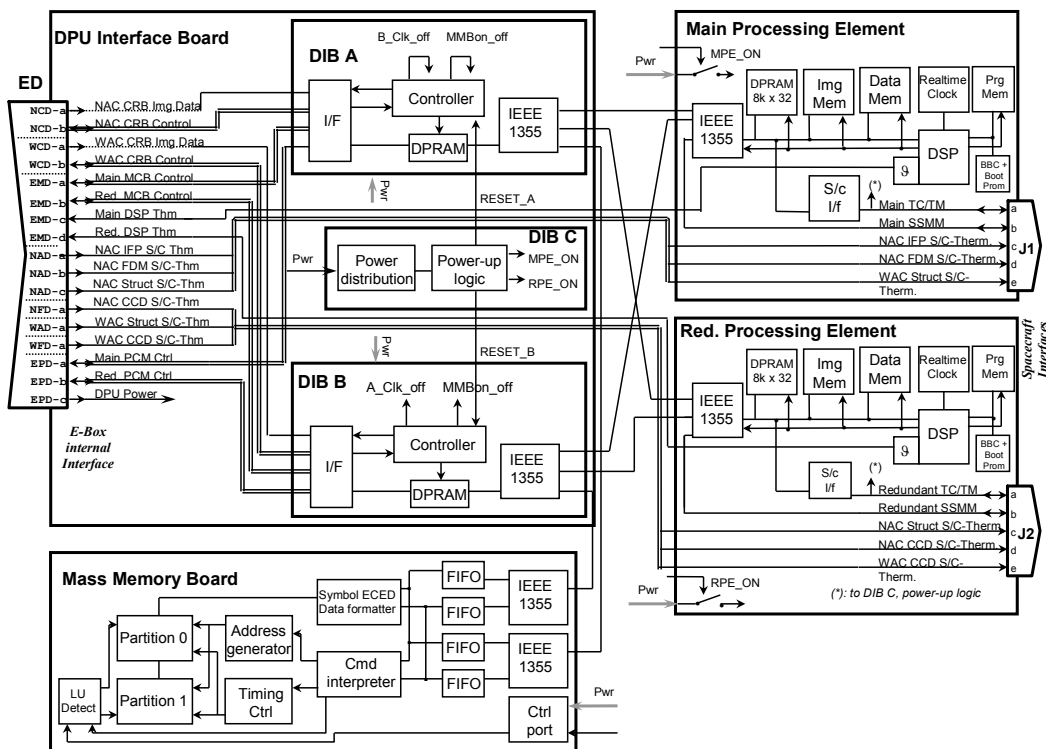 DPU Interface Board
ED
NCD-a
NCD-b
WCD-a
WCD-b
EMD-a
EMD-b
EMD-c
EMD-d
NAD-a
NAD-b
NAD-c
NFD-a
WAD-a
WFD-a
EPD-a
EPD-b
EPD-c
NAC CRB Img.Data
NAC CRB Control
WAC CRB Img.Data
WAC CRB Control
Main MCB Control
Red. MCB Control
Main DSP Thm
Red. DSP Thm
NAC IFP S/C Thm
NAC FDM S/C-Thm
NAC Struct S/C-Thm
NAC CCD S/C-Thm
WAC Struct S/C-Thm
WAC CCD S/C-Thm
Main PCM Ctrl
Red. PCM Ctrl
DPU Power
E-Box
internal
Interface
DIB A
B_Clk_off
MMBon_off
I/F
Controller
DPRAM
IEEE
1355
Pwr
RESET_A
DIB C
Pwr
Power
distribution
Power-up
logic
MPE_ON
RPE_ON
Pwr
RESET_B
DIB B
A_Clk_off
MMBon_off
I/F
Controller
DPRAM
IEEE
1355
Main Processing Element
Pwr
MPE_ON
DPRAM
8k x 32
Img
Mem
Data
Mem
Realtime
Clock
Prg
Mem
IEEE
1355
DSP
ϑ
BBC +
Boot
Prom
S/c
I/f
(*)
Main TC/TM
Main SSMM
NAC IFP S/C-Therm.
NAC FDM S/C-Therm.
WAC Struct S/C-
Therm.
a
b
c
d
e
J1
Spacecraft
Interfaces
Red. Processing Element
DPRAM
8k x 32
Img
Mem
Data
Mem
Realtime
Clock
Prg
Mem
IEEE
1355
DSP
ϑ
BBC +
Boot
Prom
S/c
I/f
(*)
Redundant TC/TM
Redundant SSMM
NAC Struct S/C-Therm
NAC CCD S/C-Therm
WAC CCD S/C-
Therm.
a
b
c
d
e
J2
Pwr
RPE_ON
(*): to DIB C, power-up logic
Mass Memory Board
Symbol ECED
Data formatter
FIFO
FIFO
FIFO
FIFO
IEEE
1355
IEEE
1355
Partition 0
Address
generator
Cmd
interpreter
LU
Detect
Partition 1
Timing
Ctrl
Ctrl
port
Pwr